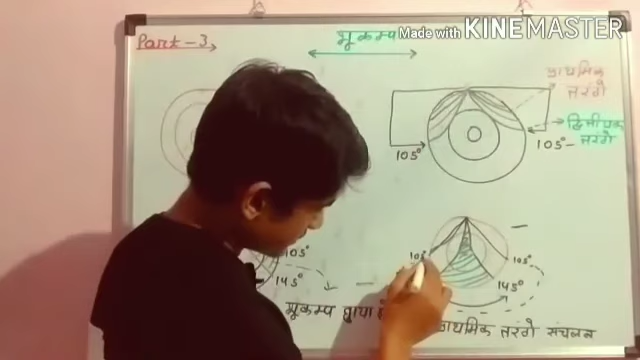 Made with KINEMASTER
Part-3
भूकम्प
प्राथमिक
तरंगे
द्वितीयक
तरंगे
105°
105°-
105°
105°
105°
145°
145°
भूकम्प छाया
प्राथमिक तरंगे संचलन